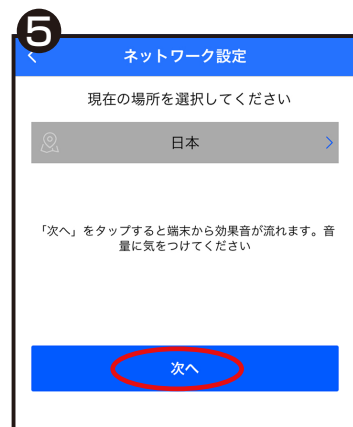 5
ネットワーク設定
現在の場所を選択してください
日本
「次へ」をタップすると端末から効果音が流れます。音
量に気をつけてください
次へ